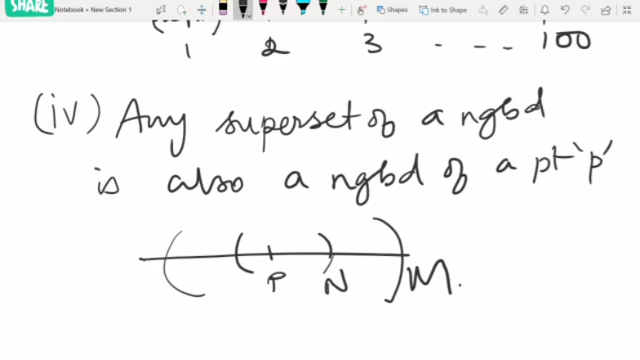 SHARE
Notebook » New Section 1
Shapes
Ink to Shape
1 2 3 . - - - 100
(iv) Any superset of a ngbd
is also a ngbd of a pt 'p'
( ( P ) N ) M.